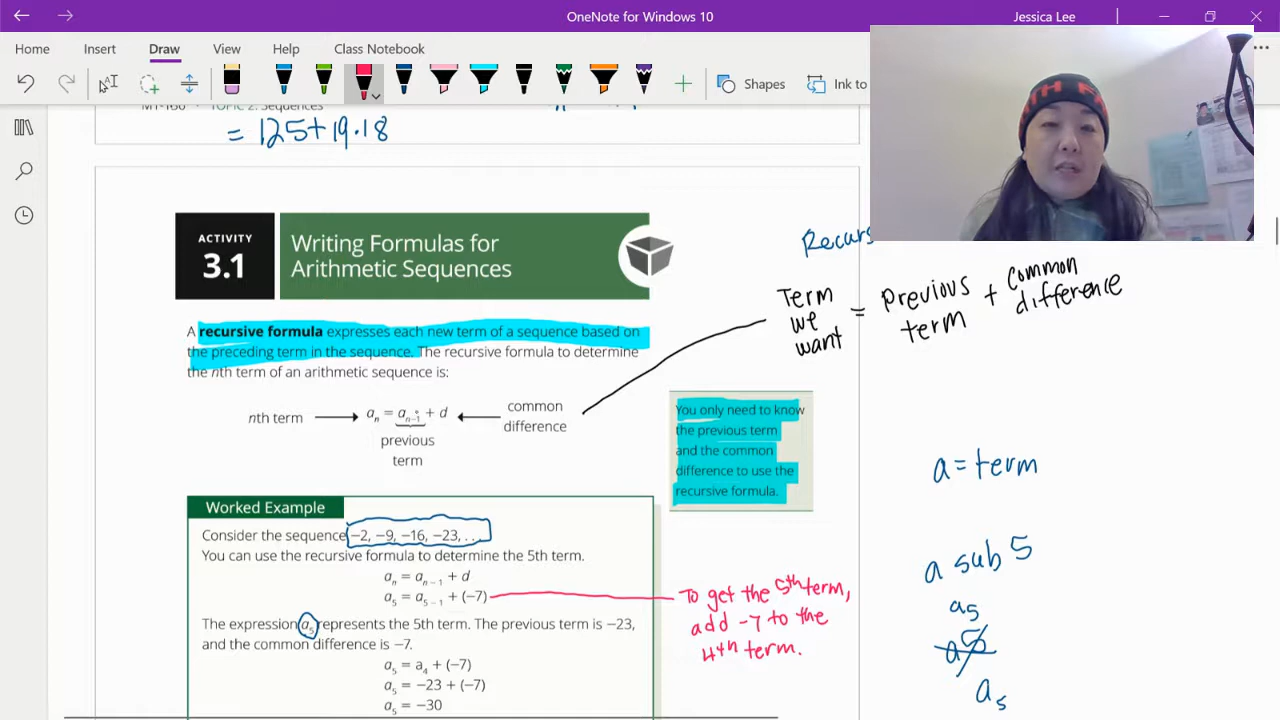 OneNote for Windows 10
Jessica Lee
Home Insert Draw View Help Class Notebook
Shapes
Ink to
TOPIC 2: Sequences
= 125+19.18
ACTIVITY
3.1
Writing Formulas for
Arithmetic Sequences
Recurs
Term
we
want
= Previous
term
+ Common
difference
A recursive formula expresses each new term of a sequence based on
the preceding term in the sequence. The recursive formula to determine
the nth term of an arithmetic sequence is:
nth term
aₙ = aₙ₋₁ + d
common
difference
previous
term
You only need to know
the previous term
and the common
difference to use the
recursive formula.
a = term
Worked Example
Consider the sequence −2, −9, −16, −23, . . .
You can use the recursive formula to determine the 5th term.
aₙ = aₙ₋₁ + d
a₅ = a₅₋₁ + (−7)
The expression a₅ represents the 5th term. The previous term is −23,
and the common difference is −7.
a₅ = a₄ + (−7)
a₅ = −23 + (−7)
a₅ = −30
To get the 5th term,
add -7 to the
4th term.
a sub 5
a₅
a5
a₅